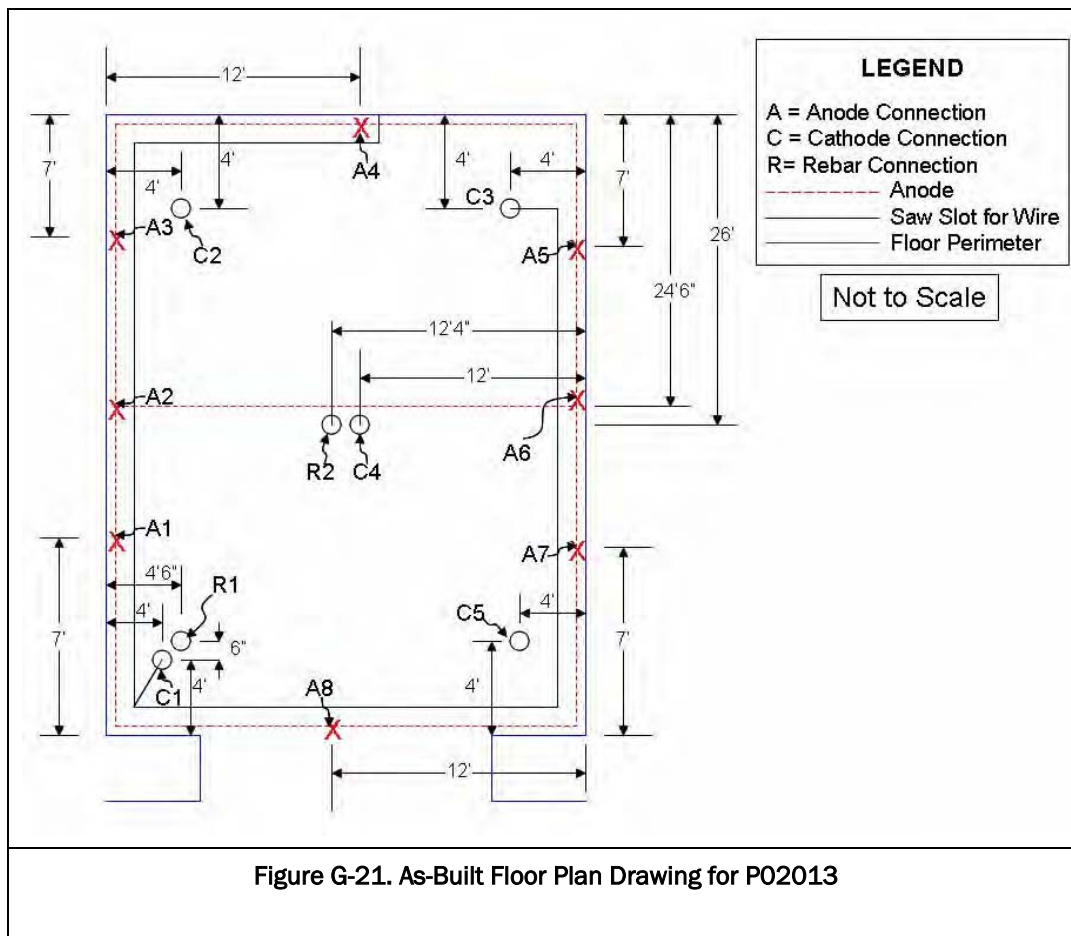 12'
7'
4'
4'
4'
4'
7'
A4
C3
A3
C2
A5
26'
24'6"
12'4"
12'
A2
R2
C4
A6
A1
A7
4'6"
R1
C5
4'
4'
6"
7'
7'
C1
4'
A8
4'
12'
LEGEND
A = Anode Connection
C = Cathode Connection
R= Rebar Connection
Anode
Saw Slot for Wire
Floor Perimeter
Not to Scale
Figure G-21. As-Built Floor Plan Drawing for P02013